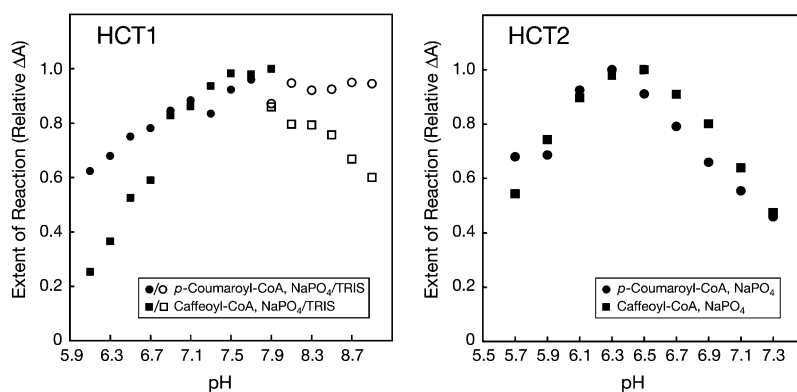 HCT1
Extent of Reaction (Relative ΔA)
1.0
0.8
0.6
0.4
0.2
0
5.9 6.3 6.7 7.1 7.5 7.9 8.3 8.7
pH
p-Coumaroyl-CoA, NaPO4/TRIS
Caffeoyl-CoA, NaPO4/TRIS
HCT2
Extent of Reaction (Relative ΔA)
1.0
0.8
0.6
0.4
0.2
0
5.5 5.7 5.9 6.1 6.3 6.5 6.7 6.9 7.1 7.3
pH
p-Coumaroyl-CoA, NaPO4
Caffeoyl-CoA, NaPO4